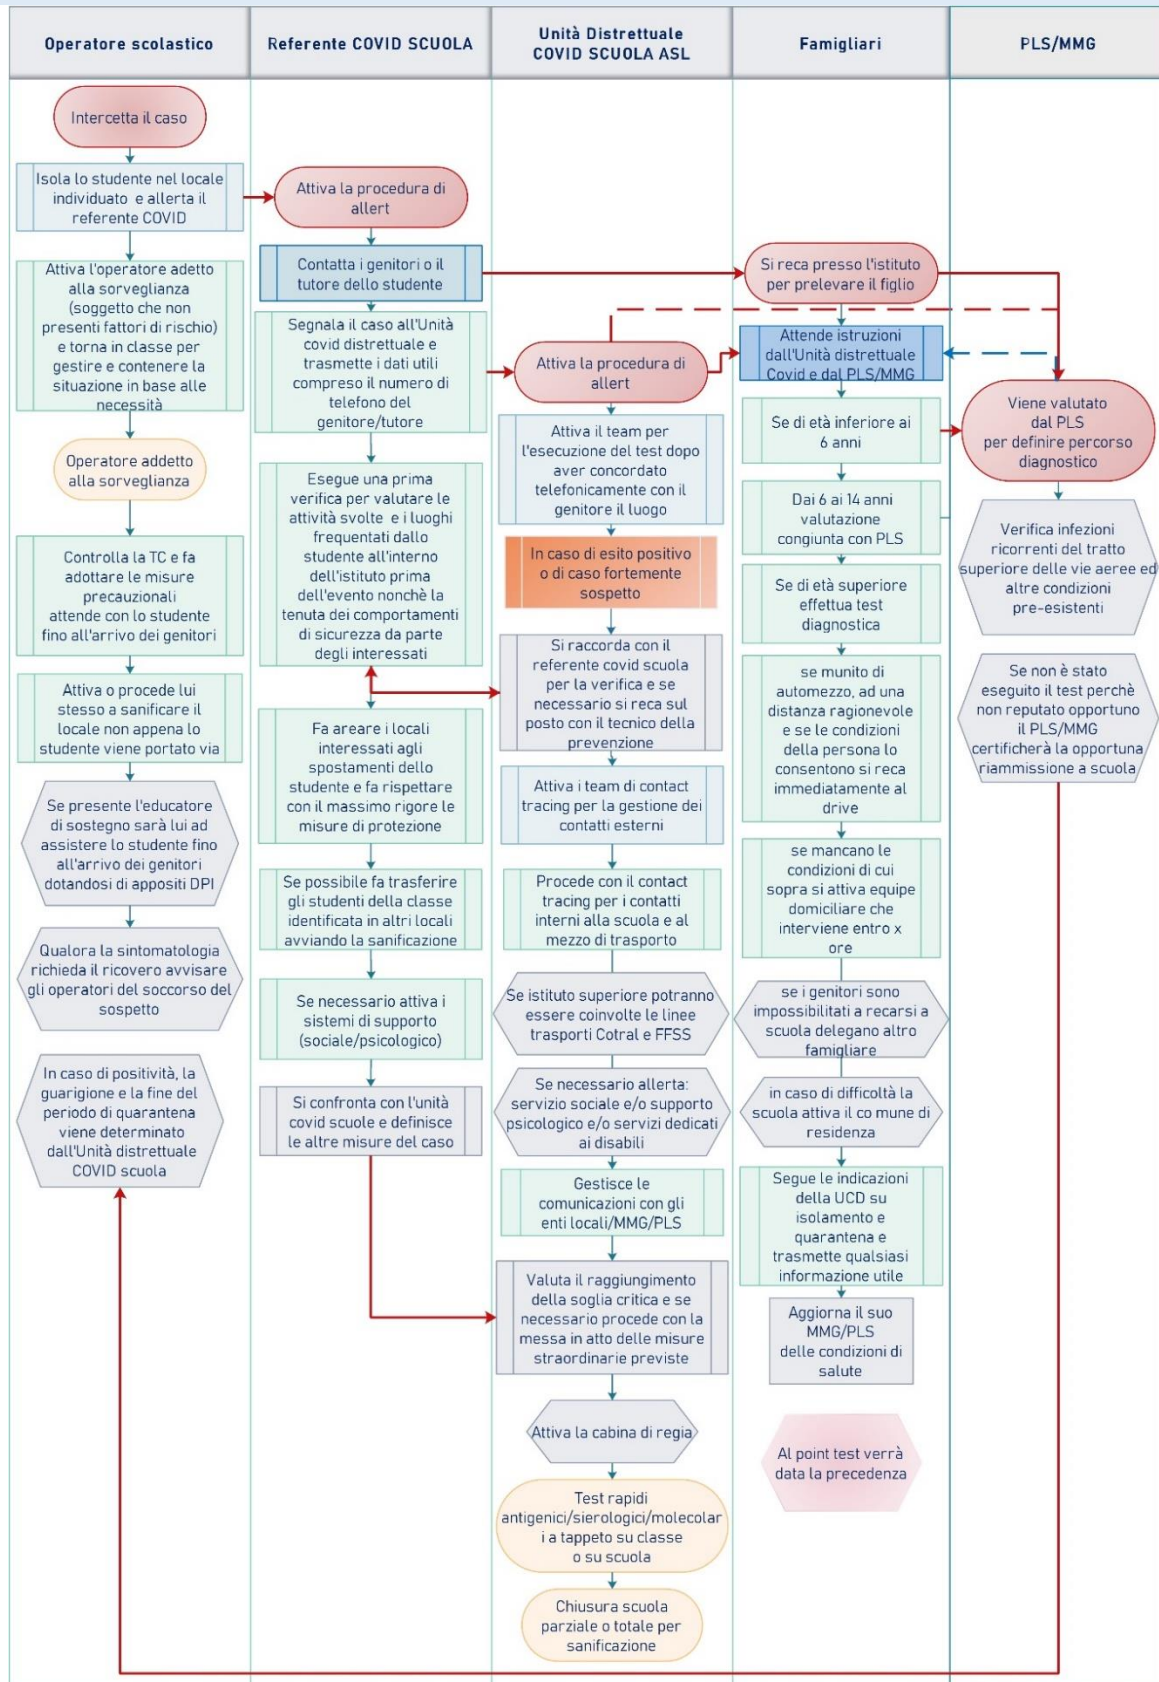 Operatore scolastico
Referente COVID SCUOLA
Unità Distrettuale
COVID SCUOLA ASL
Famigliari
PLS/MMG
Intercetta il caso
Isola lo studente nel locale
individuato e allerta il
referente COVID
Attiva l'operatore adetto
alla sorveglianza
(soggetto che non
presenti fattori di rischio)
e torna in classe per
gestire e contenere la
situazione in base alle
necessità
Operatore addetto
alla sorveglianza
Controlla la TC e fa
adottare le misure
precauzionali
attende con lo studente
fino all'arrivo dei genitori
Attiva o procede lui
stesso a sanificare il
locale non appena lo
studente viene portato via
Se presente l'educatore
di sostegno sarà lui ad
assistere lo studente fino
all'arrivo dei genitori
dotandosi di appositi DPI
Qualora la sintomatologia
richieda il ricovero avvisare
gli operatori del soccorso del
sospetto
In caso di positività, la
guarigione e la fine del
periodo di quarantena
viene determinato
dall'Unità distrettuale
COVID scuola
Attiva la procedura di
allert
Contatta i genitori o il
tutore dello studente
Segnala il caso all'Unità
covid distrettuale e
trasmette i dati utili
compreso il numero di
telefono del
genitore/tutore
Esegue una prima
verifica per valutare le
attività svolte e i luoghi
frequentati dallo
studente all'interno
dell'istituto prima
dell'evento nonchè la
tenuta dei comportamenti
di sicurezza da parte
degli interessati
Fa areare i locali
interessati agli
spostamenti dello
studente e fa rispettare
con il massimo rigore le
misure di protezione
Se possibile fa trasferire
gli studenti della classe
identificata in altri locali
avviando la sanificazione
Se necessario attiva i
sistemi di supporto
(sociale/psicologico)
Si confronta con l'unità
covid scuole e definisce
le altre misure del caso
Attiva la procedura di
allert
Attiva il team per
l'esecuzione del test dopo
aver concordato
telefonicamente con il
genitore il luogo
In caso di esito positivo
o di caso fortemente
sospetto
Si raccorda con il
referente covid scuola
per la verifica e se
necessario si reca sul
posto con il tecnico della
prevenzione
Attiva i team di contact
tracing per la gestione dei
contatti esterni
Procede con il contact
tracing per i contatti
interni alla scuola e al
mezzo di trasporto
Se istituto superiore potranno
essere coinvolte le linee
trasporti Cotral e FFSS
Se necessario allerta:
servizio sociale e/o supporto
psicologico e/o servizi dedicati
ai disabili
Gestisce le
comunicazioni con gli
enti locali/MMG/PLS
Valuta il raggiungimento
della soglia critica e se
necessario procede con la
messa in atto delle misure
straordinarie previste
Attiva la cabina di regia
Test rapidi
antigenici/sierologici/molecolar
i a tappeto su classe
o su scuola
Chiusura scuola
parziale o totale per
sanificazione
Si reca presso l'istituto
per prelevare il figlio
Attende istruzioni
dall'Unità distrettuale
Covid e dal PLS/MMG
Se di età inferiore ai
6 anni
Dai 6 ai 14 anni
valutazione
congiunta con PLS
Se di età superiore
effettua test
diagnostica
se munito di
automezzo, ad una
distanza ragionevole
e se le condizioni
della persona lo
consentono si reca
immediatamente al
drive
se mancano le
condizioni di cui
sopra si attiva equipe
domiciliare che
interviene entro x
ore
se i genitori sono
impossibilitati a recarsi a
scuola delegano altro
famigliare
in caso di difficoltà la
scuola attiva il co mune di
residenza
Segue le indicazioni
della UCD su
isolamento e
quarantena e
trasmette qualsiasi
informazione utile
Aggiorna il suo
MMG/PLS
delle condizioni di
salute
Al point test verrà
data la precedenza
Viene valutato
dal PLS
per definire percorso
diagnostico
Verifica infezioni
ricorrenti del tratto
superiore delle vie aeree ed
altre condizioni
pre-esistenti
Se non è stato
eseguito il test perchè
non reputato opportuno
il PLS/MMG
certificherà la opportuna
riammissione a scuola